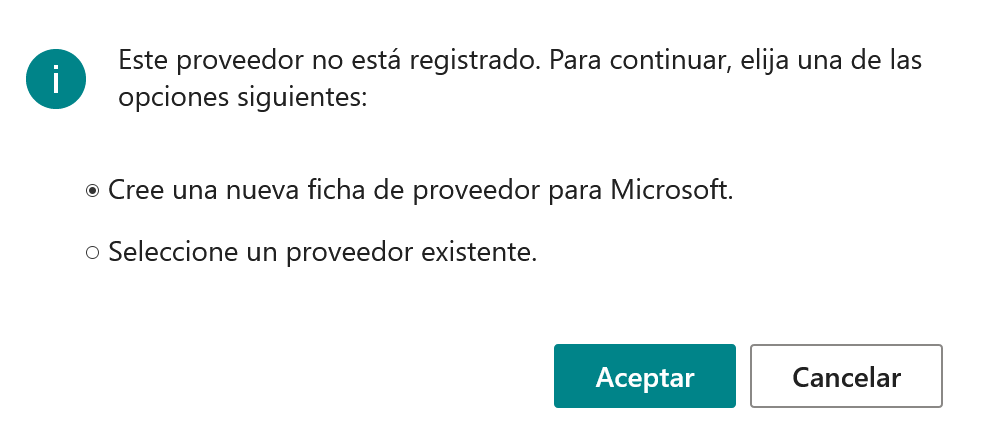 Este proveedor no está registrado. Para continuar, elija una de las
opciones siguientes:
Cree una nueva ficha de proveedor para Microsoft.
Seleccione un proveedor existente.
Aceptar
Cancelar